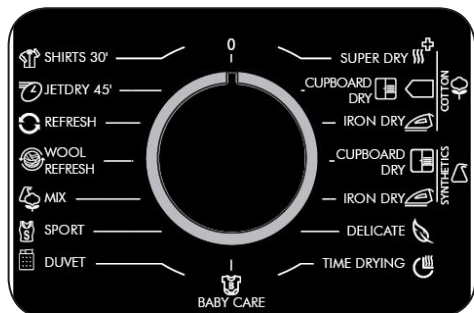 0
SHIRTS 30'
JETDRY 45'
REFRESH
WOOL
REFRESH
MIX
SPORT
DUVET
BABY CARE
SUPER DRY
CUPBOARD
DRY
IRON DRY
COTTON
CUPBOARD
DRY
IRON DRY
SYNTHETICS
DELICATE
TIME DRYING